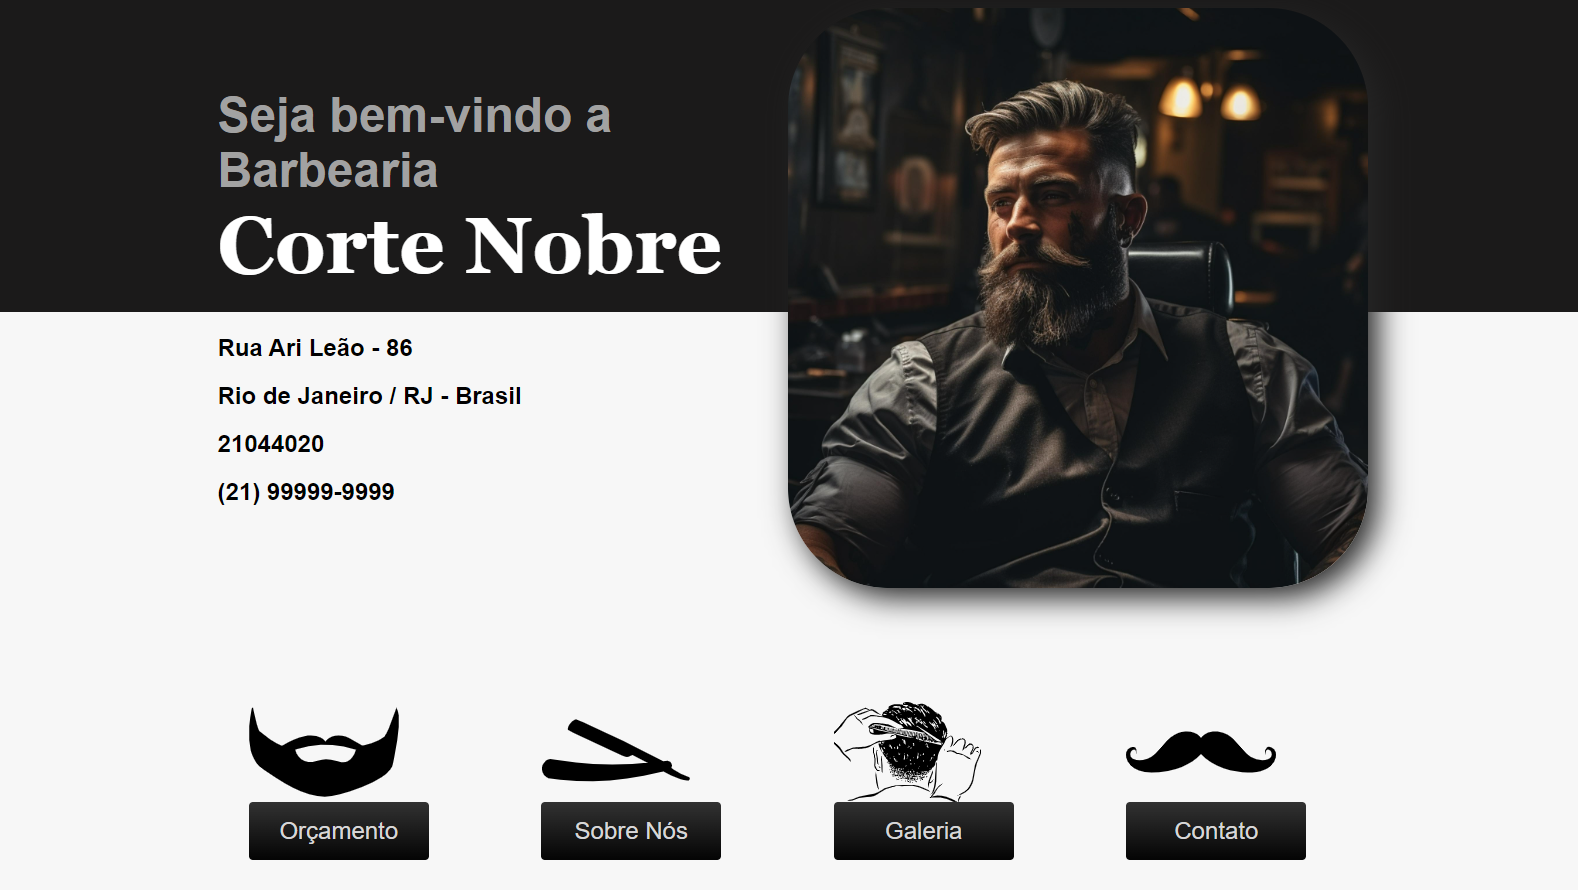 Seja bem-vindo a
Barbearia
Corte Nobre
Rua Ari Leão - 86
Rio de Janeiro / RJ - Brasil
21044020
(21) 99999-9999
Orçamento
Sobre Nós
Galeria
Contato